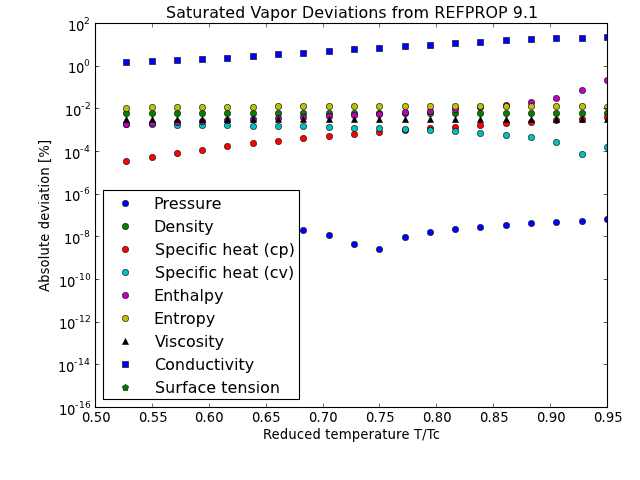 Saturated Vapor Deviations from REFPROP 9.1
Absolute deviation [%]
10^2
10^0
10^-2
10^-4
10^-6
10^-8
10^-10
10^-12
10^-14
10^-16
Pressure
Density
Specific heat (cp)
Specific heat (cv)
Enthalpy
Entropy
Viscosity
Conductivity
Surface tension
0.50 0.55 0.60 0.65 0.70 0.75 0.80 0.85 0.90 0.95
Reduced temperature T/Tc